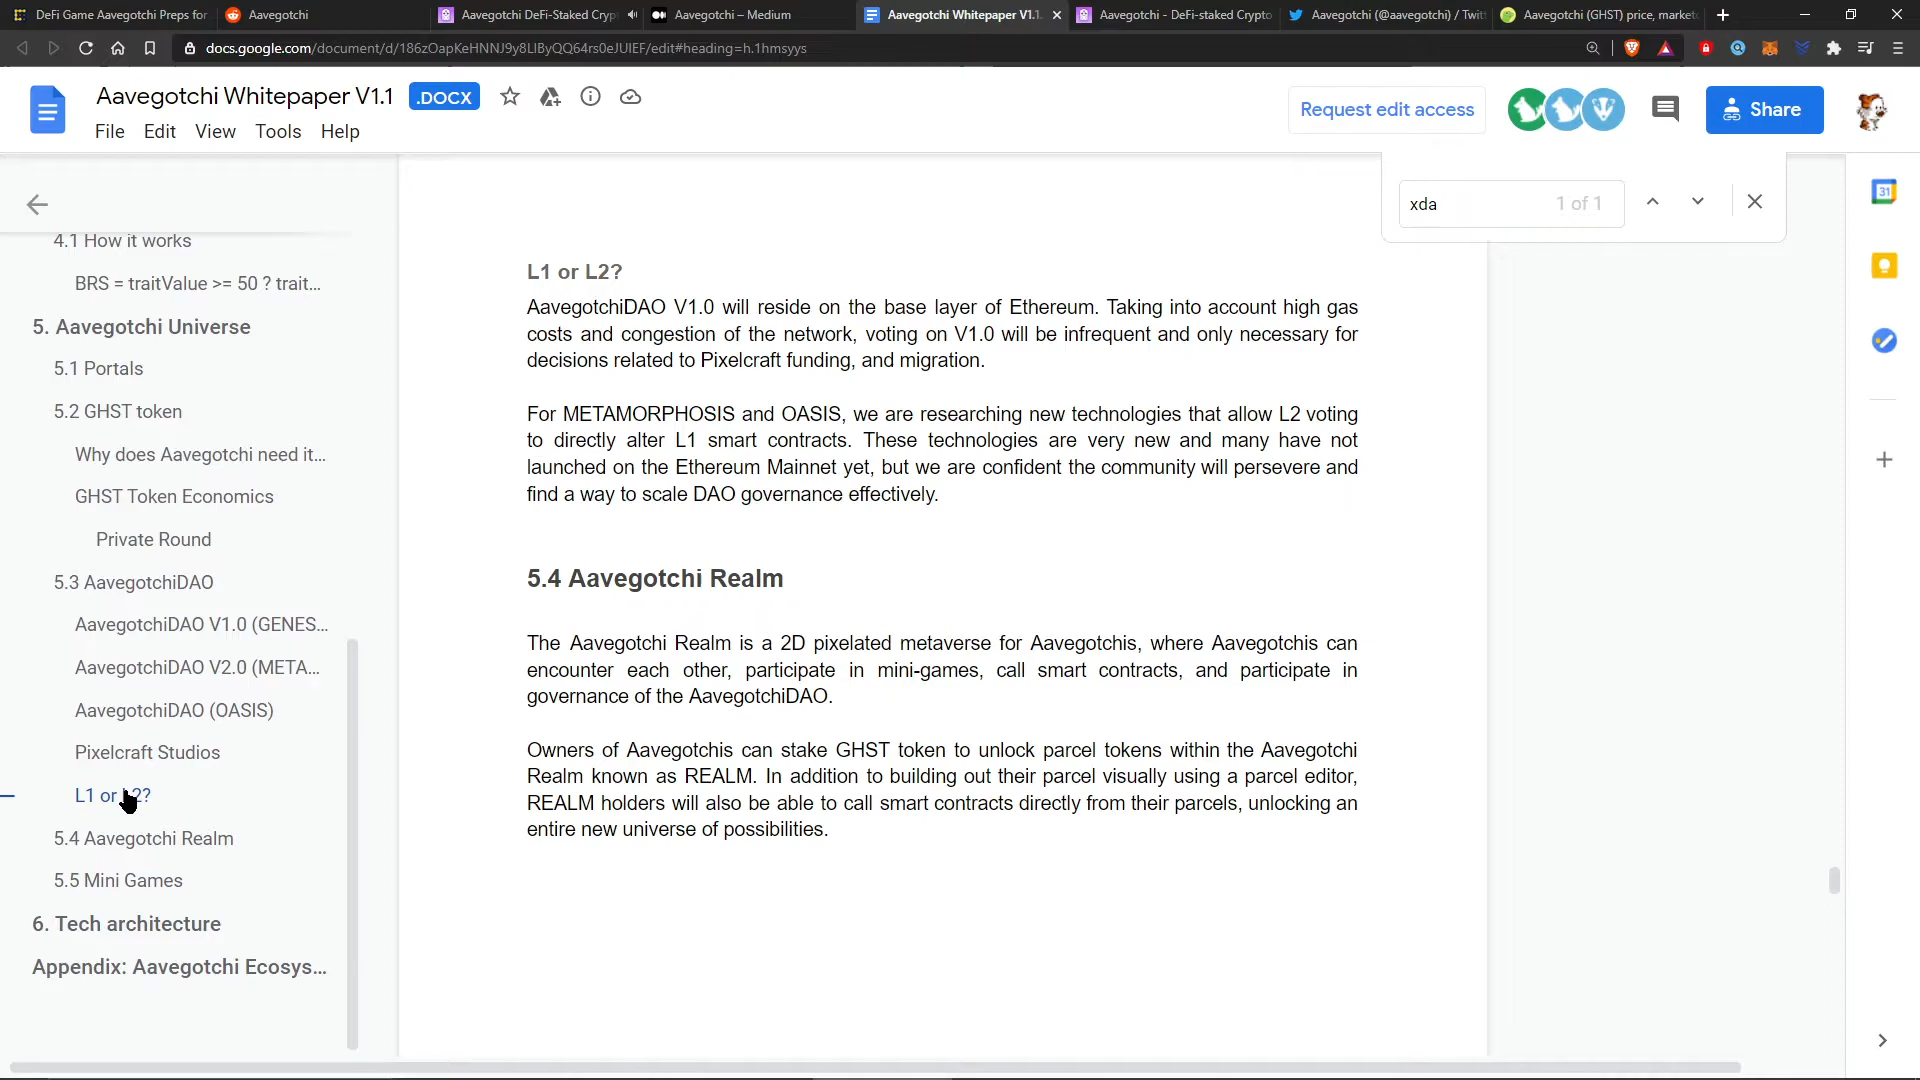 DeFi Game Aavegotchi Preps for
Aavegotchi
Aavegotchi DeFi-Staked Cryp
Aavegotchi – Medium
Aavegotchi Whitepaper V1.1
Aavegotchi - DeFi-staked Crypto
Aavegotchi (@aavegotchi) / Twit
Aavegotchi (GHST) price, market
docs.google.com/document/d/186zOapKeHNNJ9y8LIByQQ64rs0eJUIEF/edit#heading=h.1hmsyys
Aavegotchi Whitepaper V1.1
.DOCX
File
Edit
View
Tools
Help
Request edit access
Share
xda
1 of 1
31
4.1 How it works
BRS = traitValue >= 50 ? trait...
5. Aavegotchi Universe
5.1 Portals
5.2 GHST token
Why does Aavegotchi need it...
GHST Token Economics
Private Round
5.3 AavegotchiDAO
AavegotchiDAO V1.0 (GENES...
AavegotchiDAO V2.0 (META...
AavegotchiDAO (OASIS)
Pixelcraft Studios
L1 or L2?
5.4 Aavegotchi Realm
5.5 Mini Games
6. Tech architecture
Appendix: Aavegotchi Ecosys...
L1 or L2?
AavegotchiDAO V1.0 will reside on the base layer of Ethereum. Taking into account high gas
costs and congestion of the network, voting on V1.0 will be infrequent and only necessary for
decisions related to Pixelcraft funding, and migration.
For METAMORPHOSIS and OASIS, we are researching new technologies that allow L2 voting
to directly alter L1 smart contracts. These technologies are very new and many have not
launched on the Ethereum Mainnet yet, but we are confident the community will persevere and
find a way to scale DAO governance effectively.
5.4 Aavegotchi Realm
The Aavegotchi Realm is a 2D pixelated metaverse for Aavegotchis, where Aavegotchis can
encounter each other, participate in mini-games, call smart contracts, and participate in
governance of the AavegotchiDAO.
Owners of Aavegotchis can stake GHST token to unlock parcel tokens within the Aavegotchi
Realm known as REALM. In addition to building out their parcel visually using a parcel editor,
REALM holders will also be able to call smart contracts directly from their parcels, unlocking an
entire new universe of possibilities.